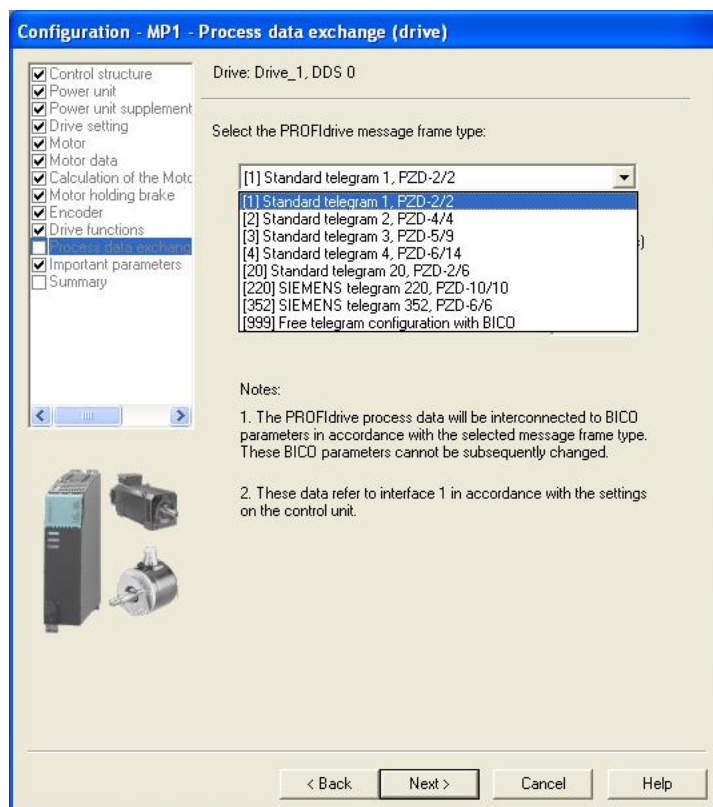 Configuration - MP1 - Process data exchange (drive)
Control structure
Power unit
Power unit supplement
Drive setting
Motor
Motor data
Calculation of the Moto
Motor holding brake
Encoder
Drive functions
Process data exchang
Important parameters
Summary
Drive: Drive_1, DDS 0
Select the PROFIdrive message frame type:
[1] Standard telegram 1, PZD-2/2
[1] Standard telegram 1, PZD-2/2
[2] Standard telegram 2, PZD-4/4
[3] Standard telegram 3, PZD-5/9
[4] Standard telegram 4, PZD-6/14
[20] Standard telegram 20, PZD-2/6
[220] SIEMENS telegram 220, PZD-10/10
[352] SIEMENS telegram 352, PZD-6/6
[999] Free telegram configuration with BICO
Notes:
1. The PROFIdrive process data will be interconnected to BICO
parameters in accordance with the selected message frame type.
These BICO parameters cannot be subsequently changed.
2. These data refer to interface 1 in accordance with the settings
on the control unit.
< Back
Next >
Cancel
Help